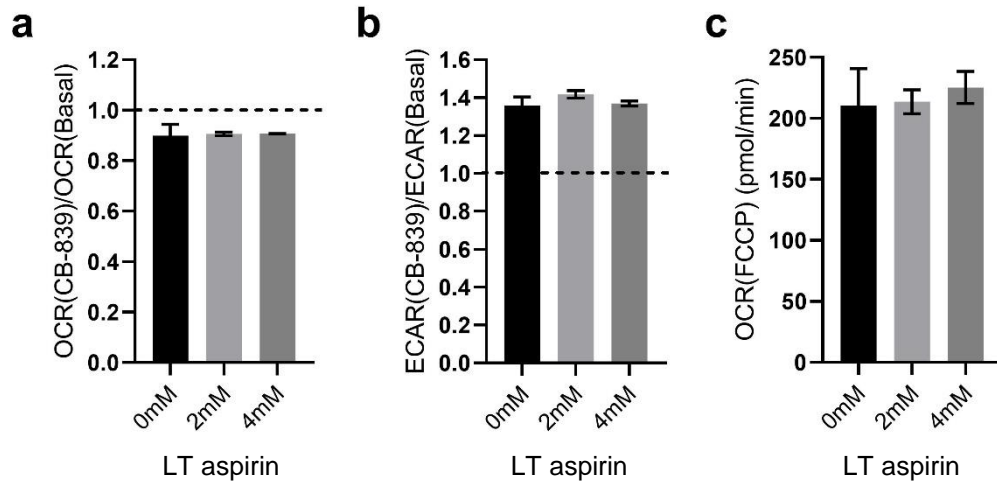 a
OCR(CB-839)/OCR(Basal)
1.2
1.0
0.8
0.6
0.4
0.2
0.0
0mM
2mM
4mM
LT aspirin
b
ECAR(CB-839)/ECAR(Basal)
1.6
1.4
1.2
1.0
0.8
0.6
0.4
0.2
0.0
0mM
2mM
4mM
LT aspirin
c
OCR(FCCP) (pmol/min)
250
200
150
100
50
0
0mM
2mM
4mM
LT aspirin